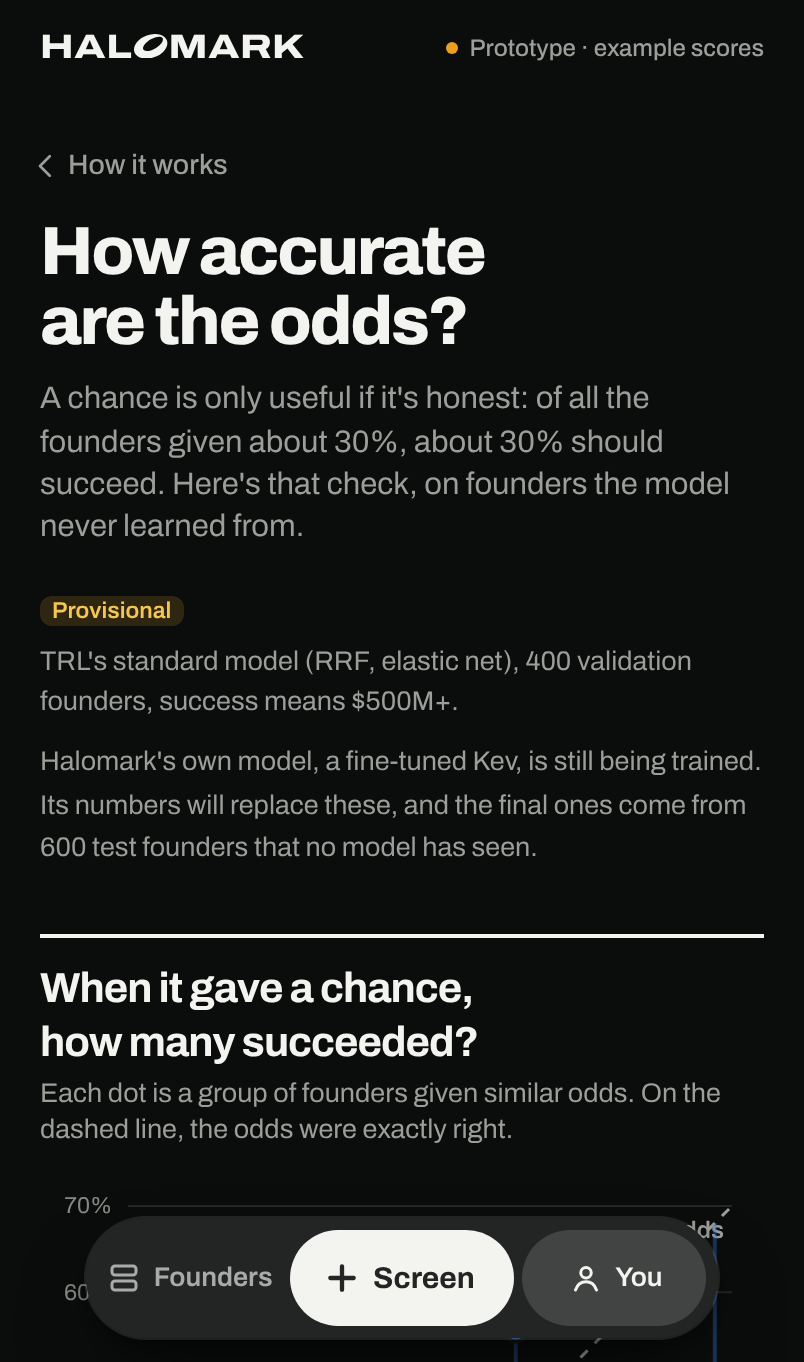 HALOMARK
Prototype · example scores
How it works
How accurate
are the odds?
A chance is only useful if it's honest: of all the
founders given about 30%, about 30% should
succeed. Here's that check, on founders the model
never learned from.
Provisional
TRL's standard model (RRF, elastic net), 400 validation
founders, success means $500M+.
Halomark's own model, a fine-tuned Kev, is still being trained.
Its numbers will replace these, and the final ones come from
600 test founders that no model has seen.
When it gave a chance,
how many succeeded?
Each dot is a group of founders given similar odds. On the
dashed line, the odds were exactly right.
70%
60
Founders
Screen
You